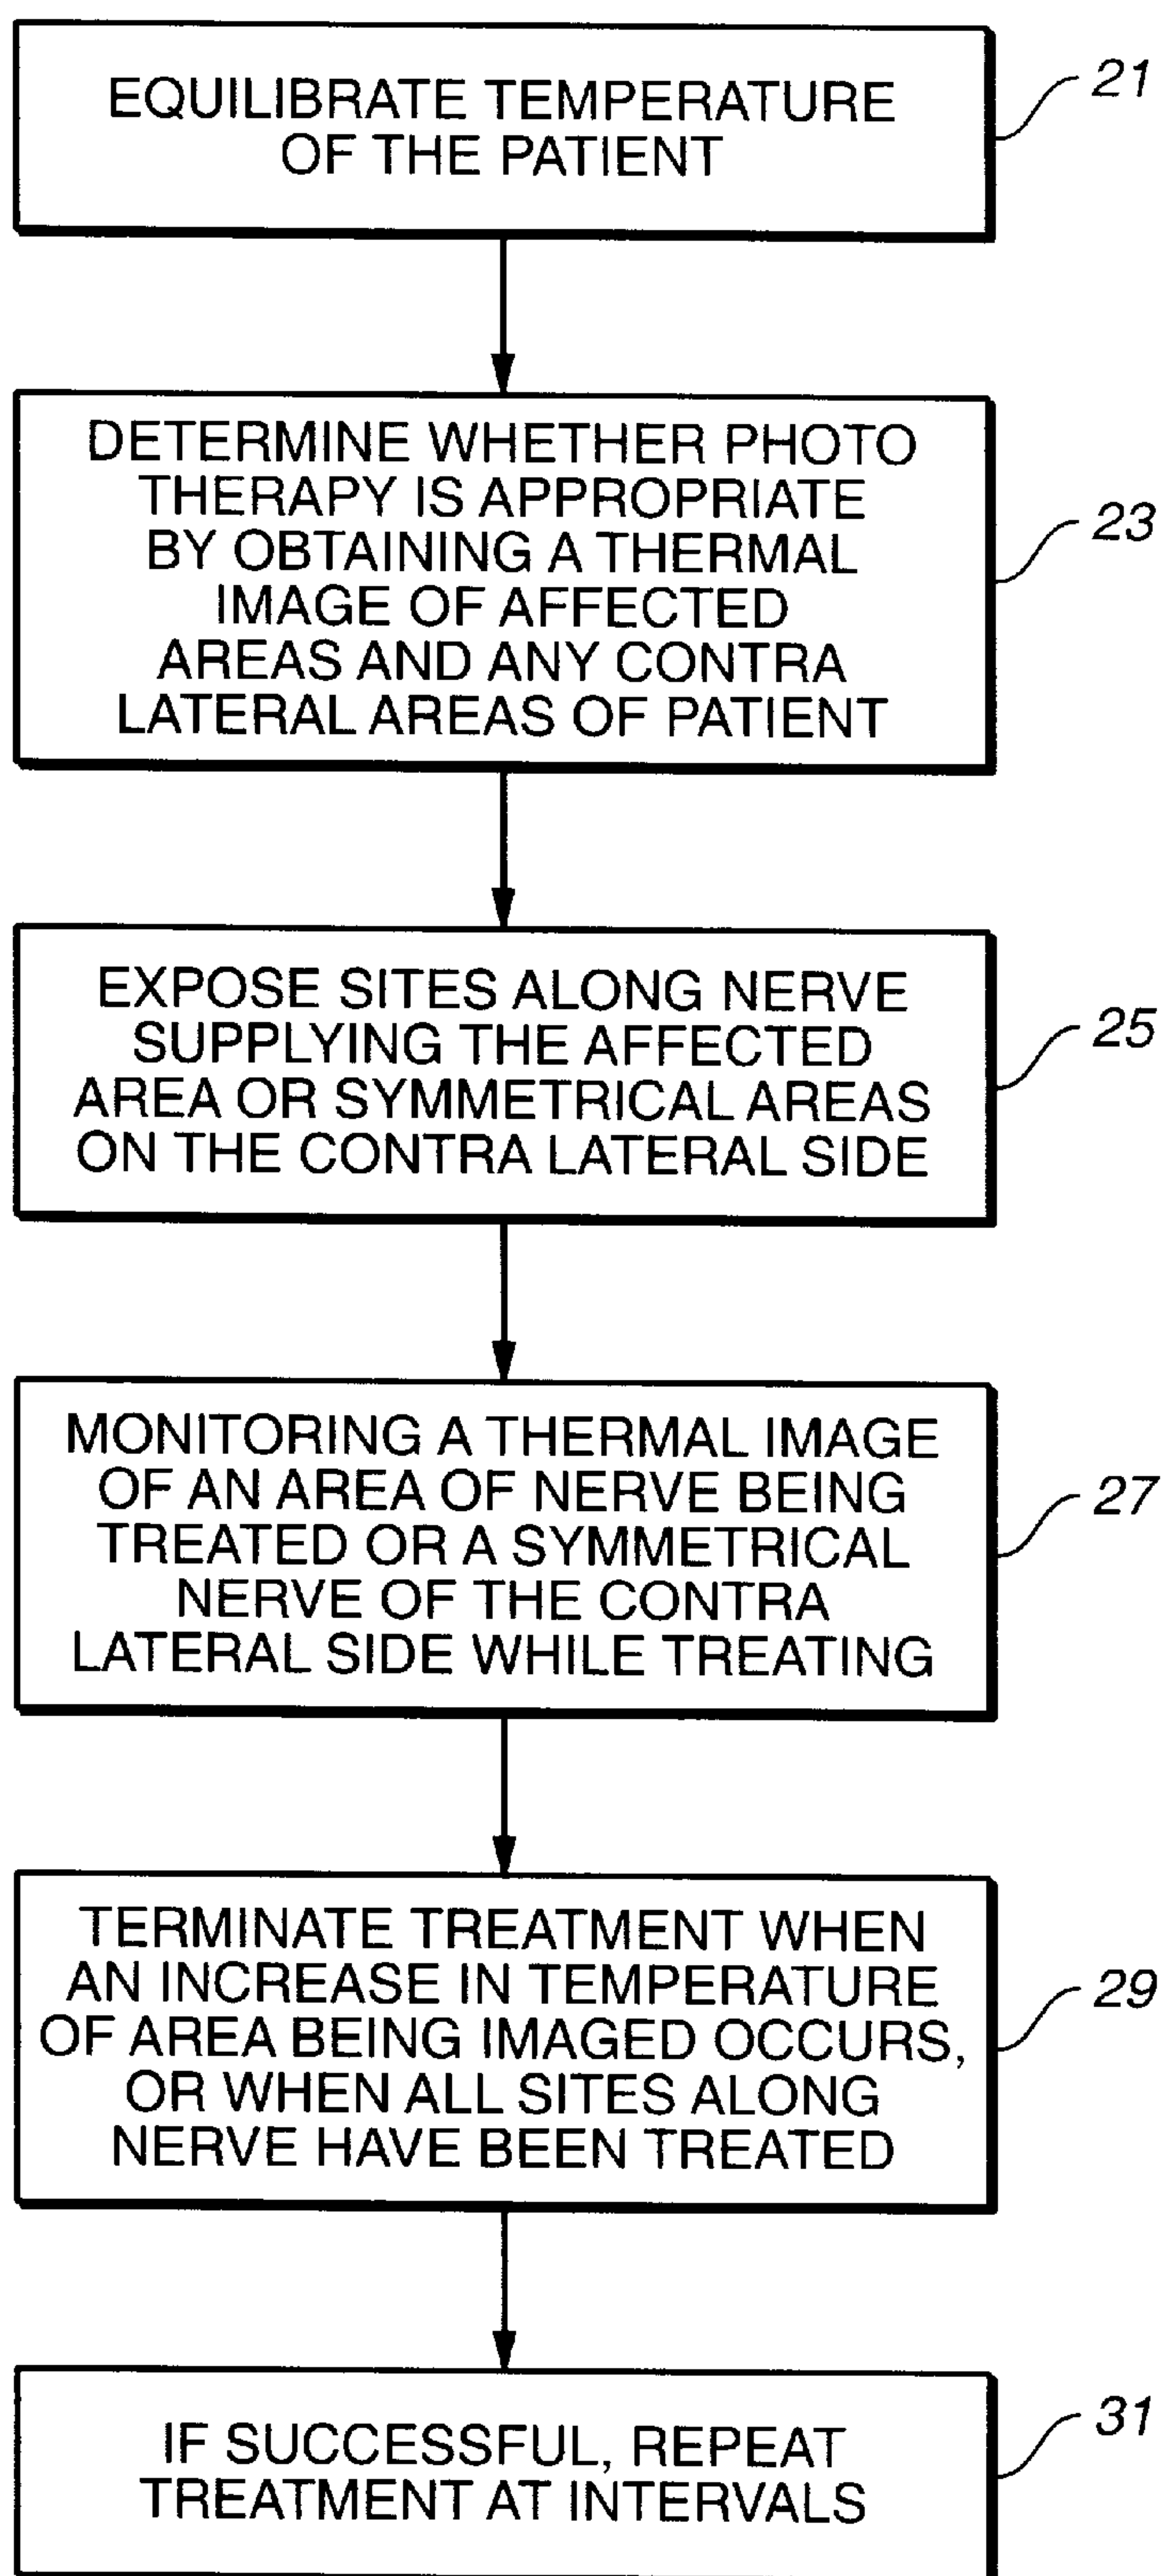 EQUILIBRATE TEMPERATURE
OF THE PATIENT
21
DETERMINE WHETHER PHOTO
THERAPY IS APPROPRIATE
BY OBTAINING A THERMAL
IMAGE OF AFFECTED
AREAS AND ANY CONTRA
LATERAL AREAS OF PATIENT
23
EXPOSE SITES ALONG NERVE
SUPPLYING THE AFFECTED
AREA OR SYMMETRICAL AREAS
ON THE CONTRA LATERAL SIDE
25
MONITORING A THERMAL IMAGE
OF AN AREA OF NERVE BEING
TREATED OR A SYMMETRICAL
NERVE OF THE CONTRA
LATERAL SIDE WHILE TREATING
27
TERMINATE TREATMENT WHEN
AN INCREASE IN TEMPERATURE
OF AREA BEING IMAGED OCCURS,
OR WHEN ALL SITES ALONG
NERVE HAVE BEEN TREATED
29
IF SUCCESSFUL, REPEAT
TREATMENT AT INTERVALS
31